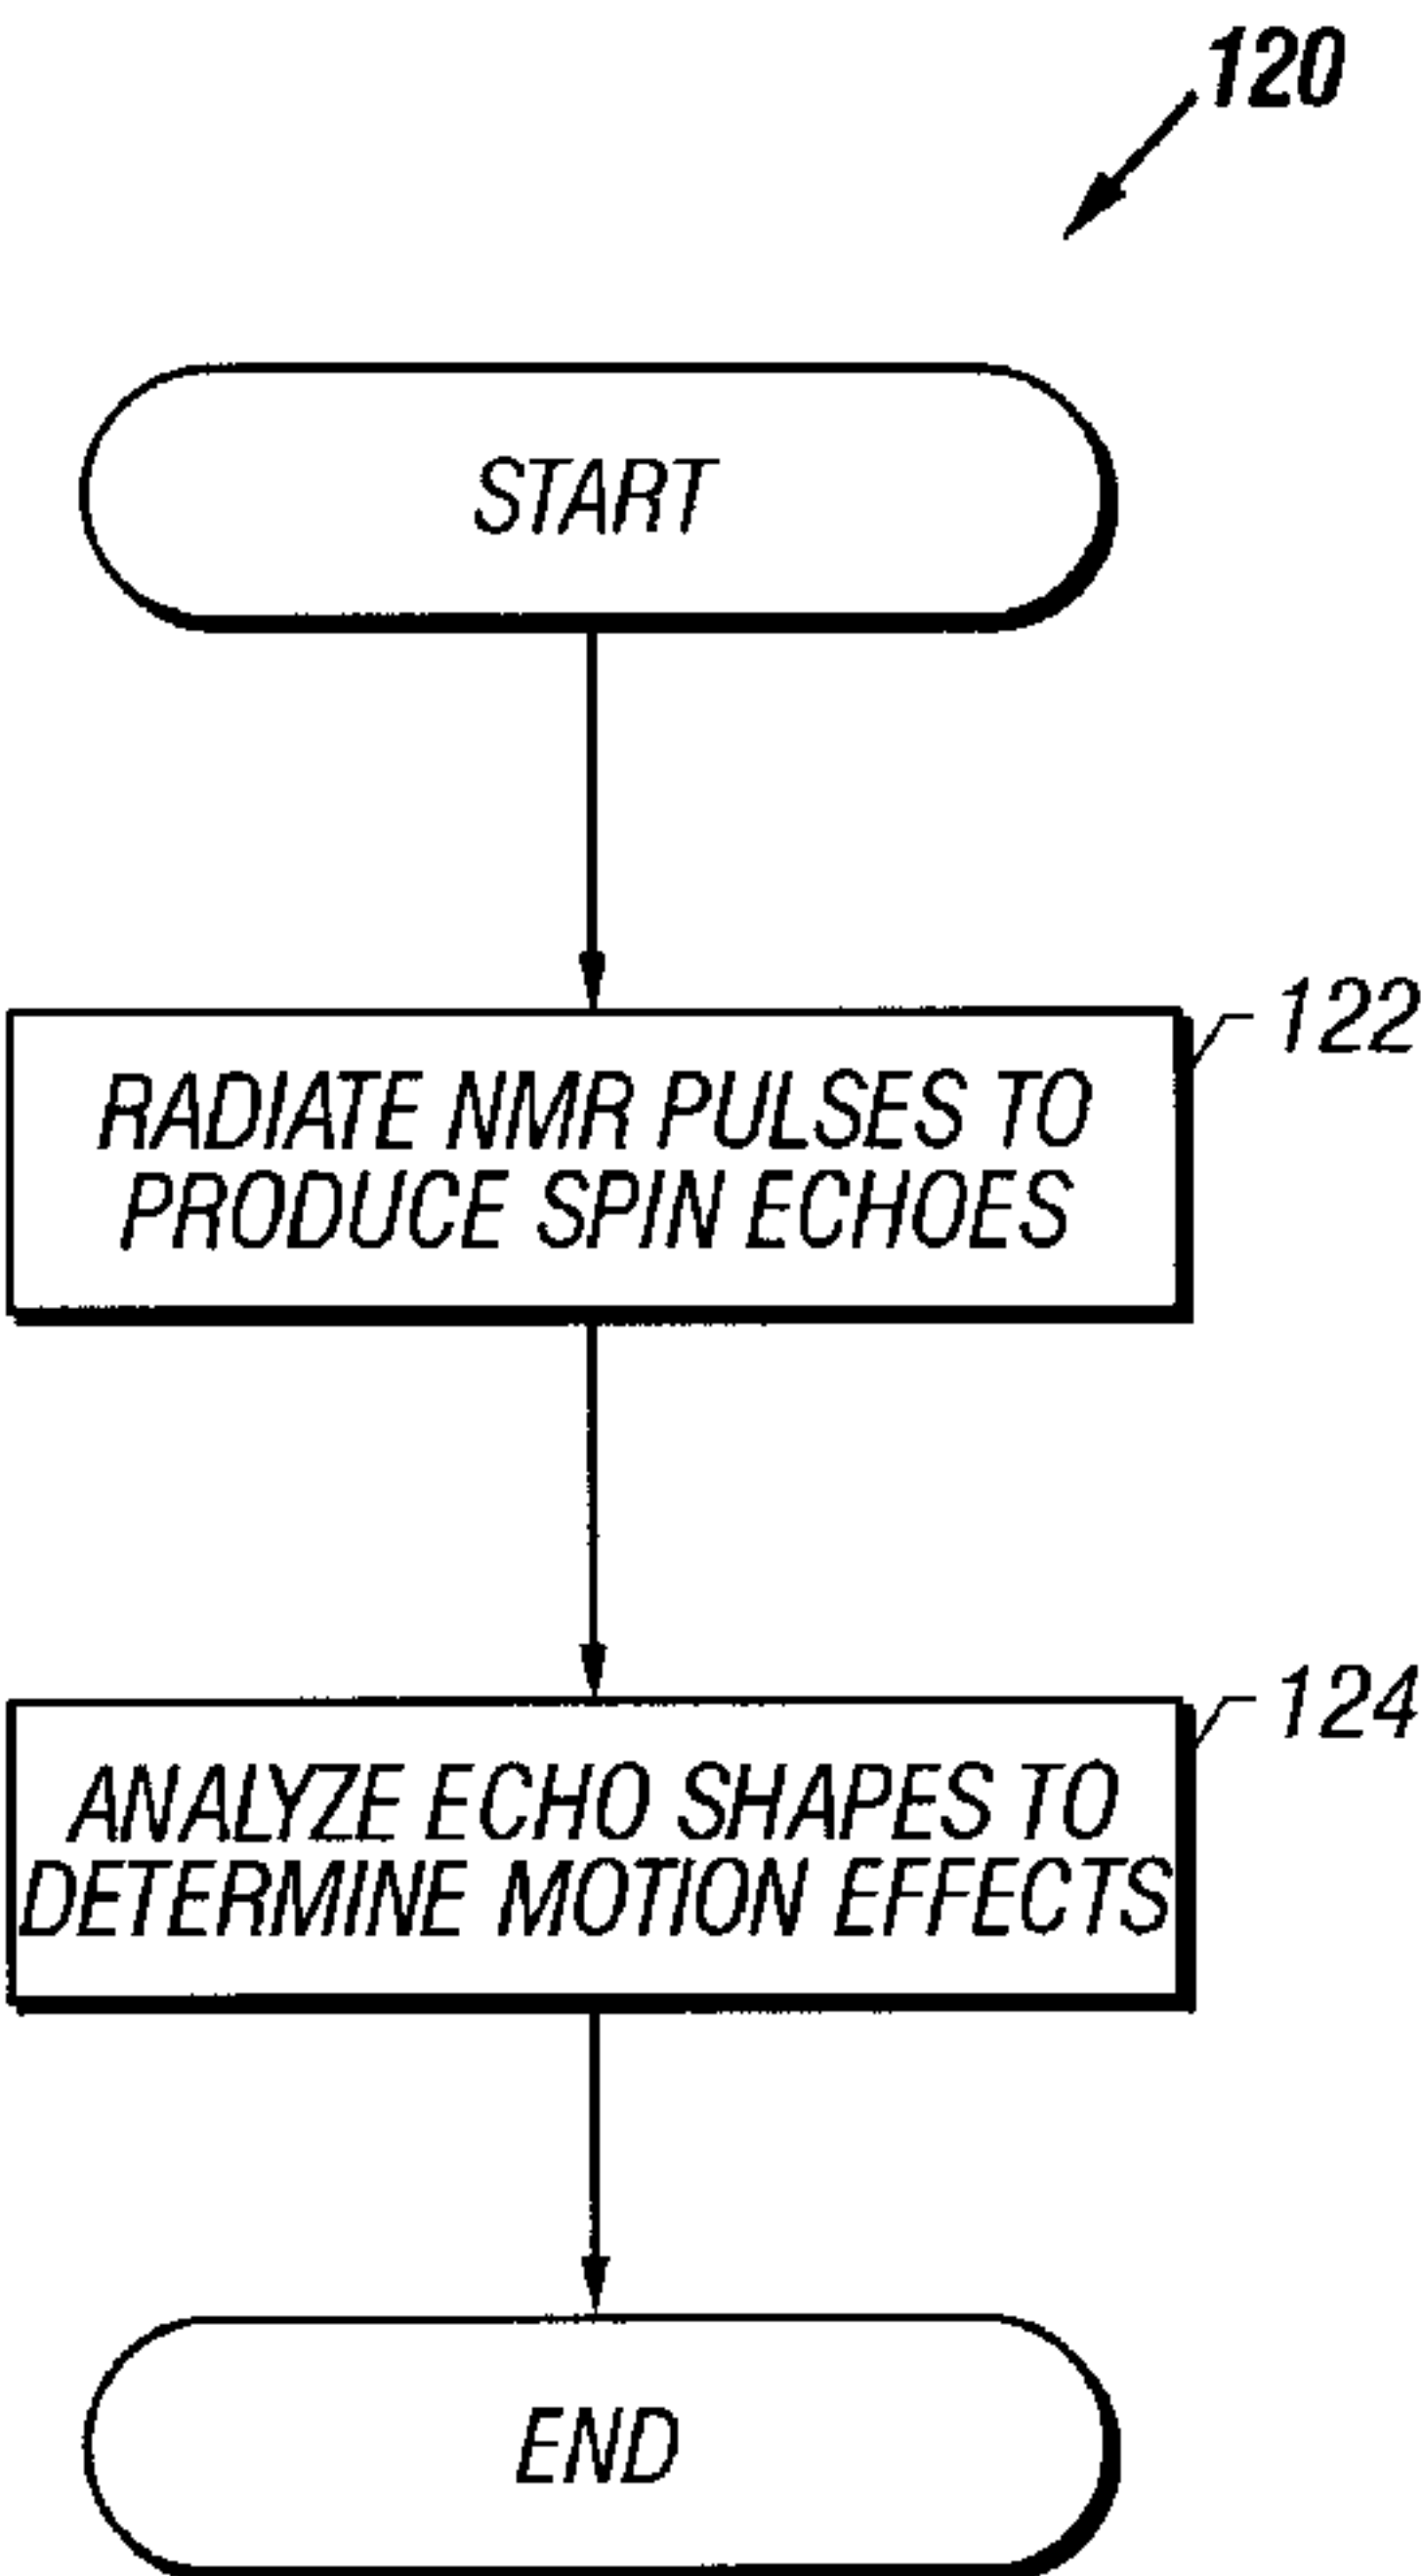 120
START
122
RADIATE NMR PULSES TO
PRODUCE SPIN ECHOES
124
ANALYZE ECHO SHAPES TO
DETERMINE MOTION EFFECTS
END